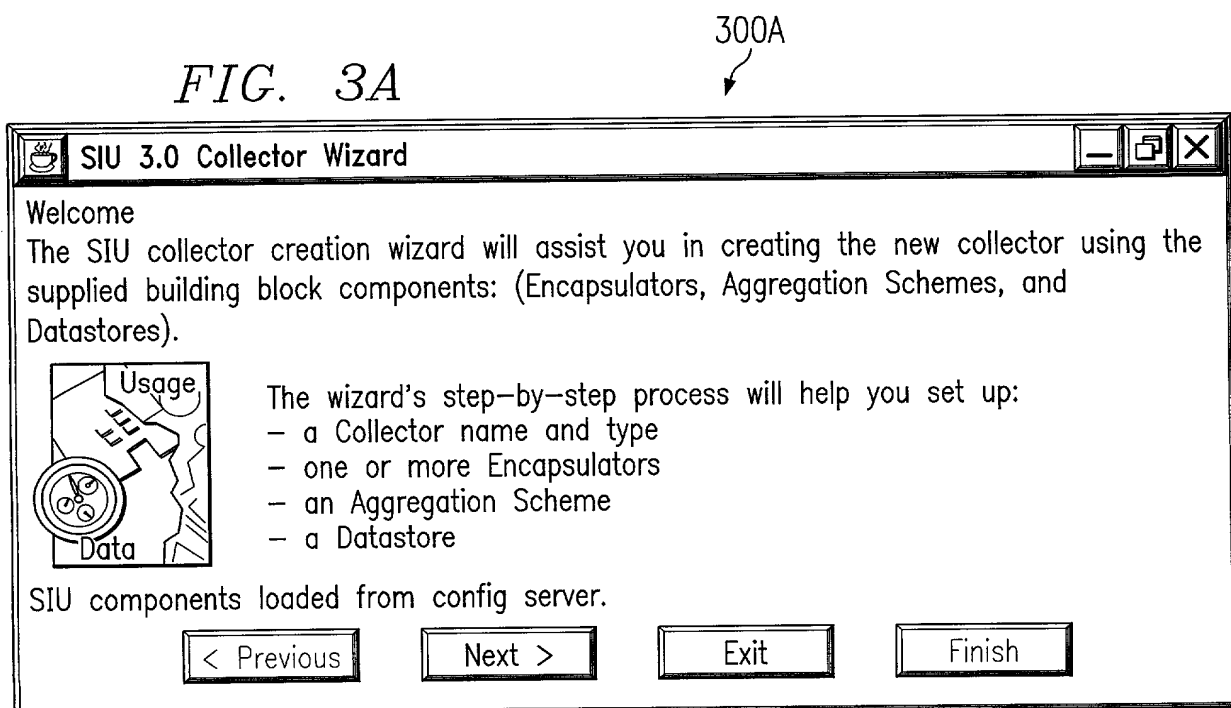 300A
FIG. 3A
SIU 3.0 Collector Wizard
Welcome
The SIU collector creation wizard will assist you in creating the new collector using the
supplied building block components: (Encapsulators, Aggregation Schemes, and
Datastores).
Usage
The wizard's step-by-step process will help you set up:
- a Collector name and type
- one or more Encapsulators
- an Aggregation Scheme
- a Datastore
Data
SIU components loaded from config server.
< Previous
Next >
Exit
Finish